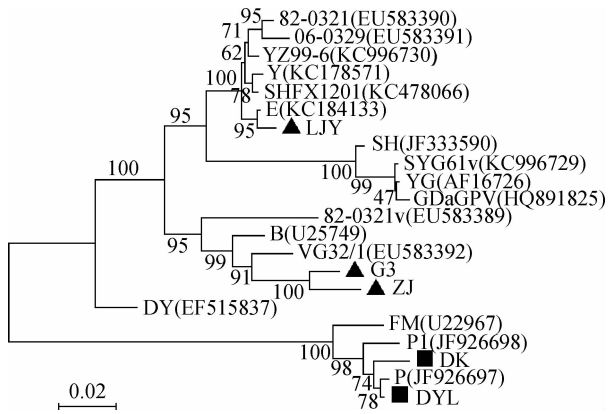 95
82-0321(EU583390)
71
06-0329(EU583391)
62
YZ99-6(KC996730)
Y(KC178571)
100
78
SHFX1201(KC478066)
E(KC184133)
95
95
LJY
SH(JF333590)
SYG61v(KC996729)
100
100
99
YG(AF16726)
47
GDaGPV(HQ891825)
82-0321v(EU583389)
95
B(U25749)
99
VG32/1(EU583392)
91
G3
100
ZJ
DY(EF515837)
FM(U22967)
100
P1(JF926698)
98
DK
74
P(JF926697)
78
DYL
0.02